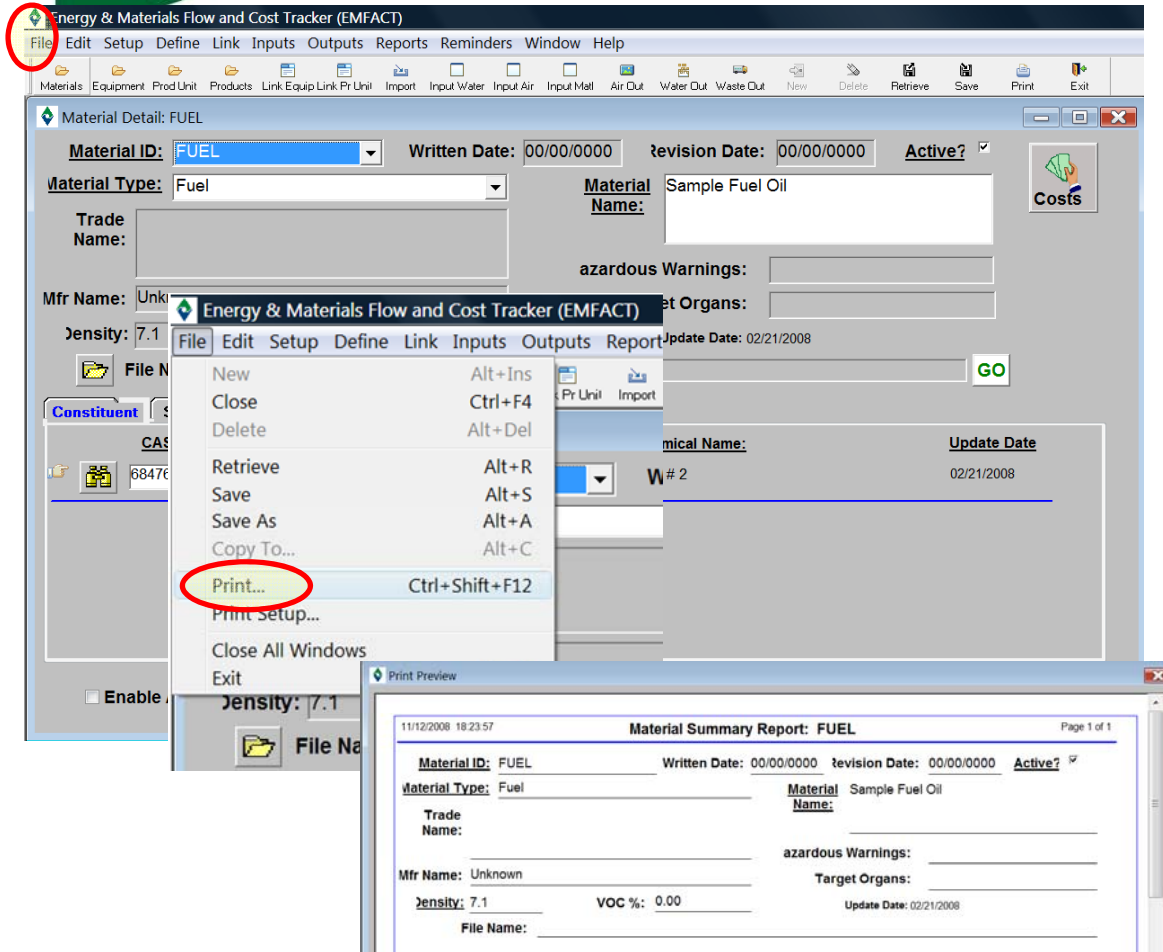 Energy & Materials Flow and Cost Tracker (EMFACT)
File Edit Setup Define Link Inputs Outputs Reports Reminders Window Help
Materials Equipment Prod Unit Products Link Equip Link Pr Unit Import Input Water Input Air Input Matl Air Out Water Out Waste Out New Delete Retrieve Save Print Exit
Material Detail: FUEL
Material ID: FUEL Written Date: 00/00/0000 Revision Date: 00/00/0000 Active?
Material Type: Fuel Material Name: Sample Fuel Oil
Costs
Trade Name:
azardous Warnings:
Mfr Name: Unk
et Organs:
Density: 7.1
Update Date: 02/21/2008
File N
GO
Constituent S
CAS
mical Name: Update Date
68476
# 2 02/21/2008
Enable
Energy & Materials Flow and Cost Tracker (EMFACT)
File Edit Setup Define Link Inputs Outputs Report
New Alt+Ins
Pr Unit Import
Close Ctrl+F4
Delete Alt+Del
Retrieve Alt+R
W
Save Alt+S
Save As Alt+A
Copy To... Alt+C
Print... Ctrl+Shift+F12
Print Setup...
Close All Windows
Exit
Density: 7.1
File Na
Print Preview
11/12/2008 18:23:57 Material Summary Report: FUEL Page 1 of 1
Material ID: FUEL Written Date: 00/00/0000 Revision Date: 00/00/0000 Active?
Material Type: Fuel Material Name: Sample Fuel Oil
Trade Name:
azardous Warnings:
Mfr Name: Unknown Target Organs:
Density: 7.1 VOC %: 0.00 Update Date: 02/21/2008
File Name: